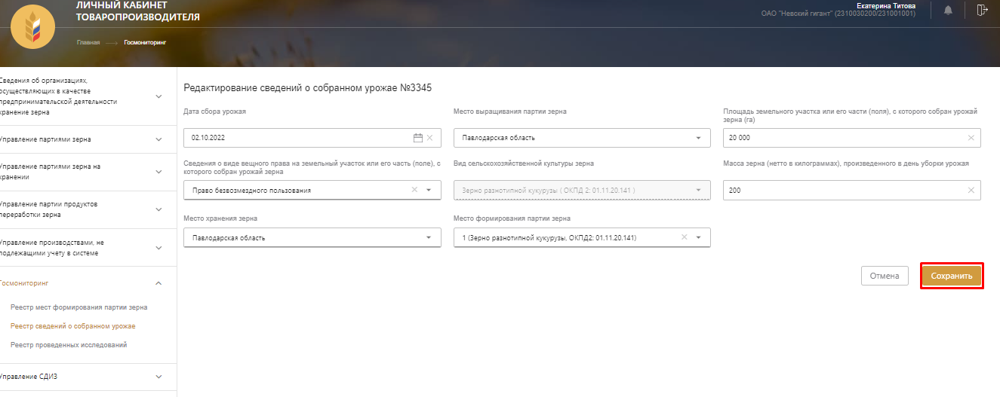 ЛИЧНЫЙ КАБИНЕТ
ТОВАРОПРОИЗВОДИТЕЛЯ
Екатерина Титова
ОАО "Невский гигант" (2310030200/231001001)
Главная
Госмониторинг
Сведения об организациях,
осуществляющих в качестве
предпринимательской деятельности
хранение зерна
Управление партиями зерна
Управление партиями зерна на
хранении
Управление партии продуктов
переработки зерна
Управление производствами, не
подлежащими учету в системе
Госмониторинг
Реестр мест формирования партии зерна
Реестр сведений о собранном урожае
Реестр проведенных исследований
Управление СДИЗ
Редактирование сведений о собранном урожае №3345
Дата сбора урожая
02.10.2022
Место выращивания партии зерна
Павлодарская область
Площадь земельного участка или его части (поля), с которого собран урожай
зерна (га)
20 000
Сведения о виде вещного права на земельный участок или его часть (поле), с
которого собран урожай зерна
Право безвозмездного пользования
Вид сельскохозяйственной культуры зерна
Зерно разнотипной кукурузы ( ОКПД 2: 01.11.20.141 )
Масса зерна (нетто в килограммах), произведенного в день уборки урожая
200
Место хранения зерна
Павлодарская область
Место формирования партии зерна
1 (Зерно разнотипной кукурузы, ОКПД2: 01.11.20.141)
Отмена
Сохранить